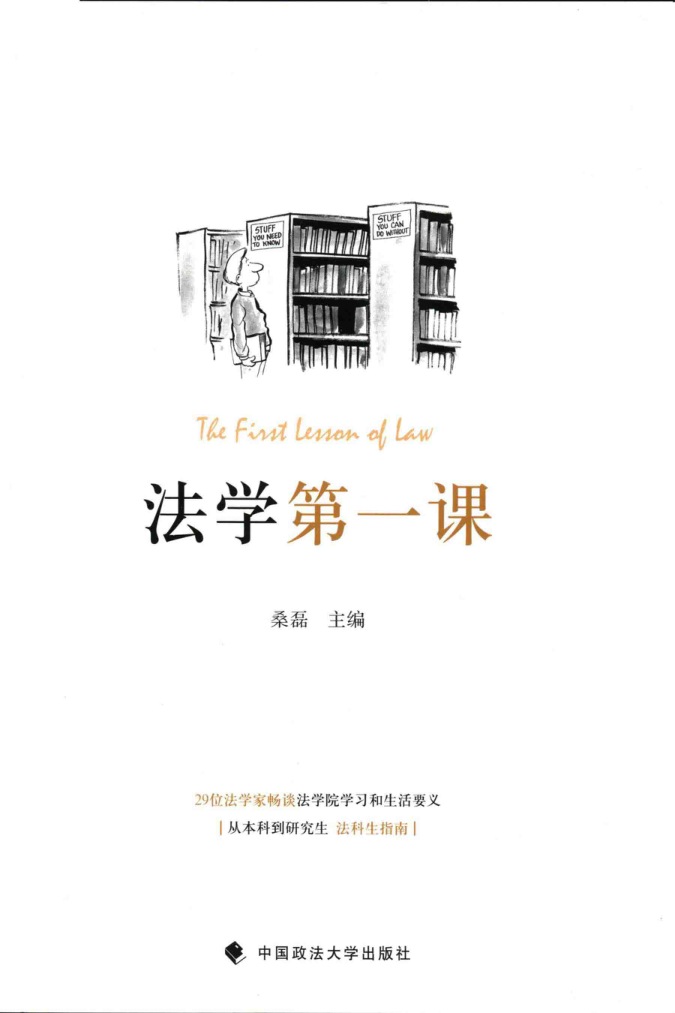 STUFF
YOU NEED
TO KNOW
STUFF
YOU CAN
DO WITHOUT
The First Lesson of Law
法学第一课
桑磊 主编
29位法学家畅谈法学院学习和生活要义
|从本科到研究生 法科生指南|
中国政法大学出版社